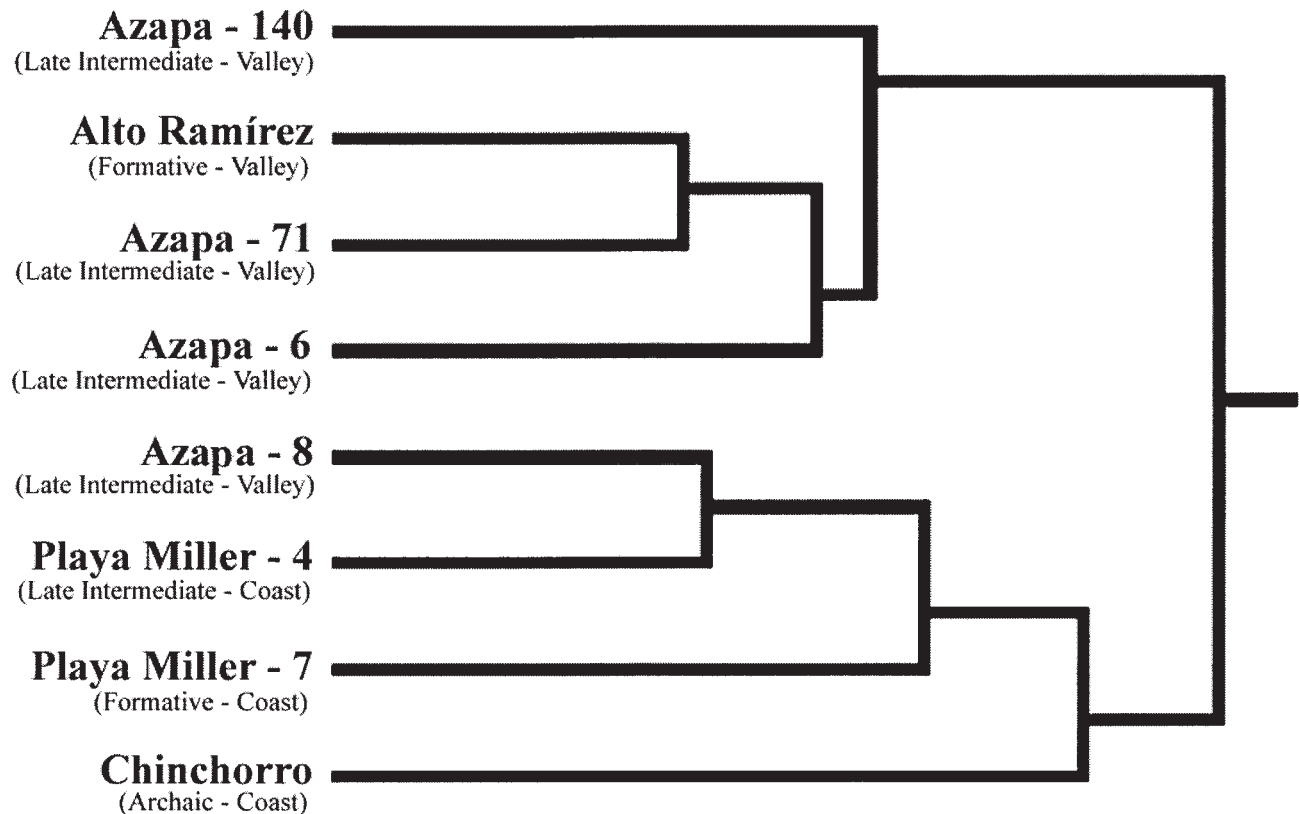 Azapa - 140
(Late Intermediate - Valley)
Alto Ramírez
(Formative - Valley)
Azapa - 71
(Late Intermediate - Valley)
Azapa - 6
(Late Intermediate - Valley)
Azapa - 8
(Late Intermediate - Valley)
Playa Miller - 4
(Late Intermediate - Coast)
Playa Miller - 7
(Formative - Coast)
Chinchorro
(Archaic - Coast)